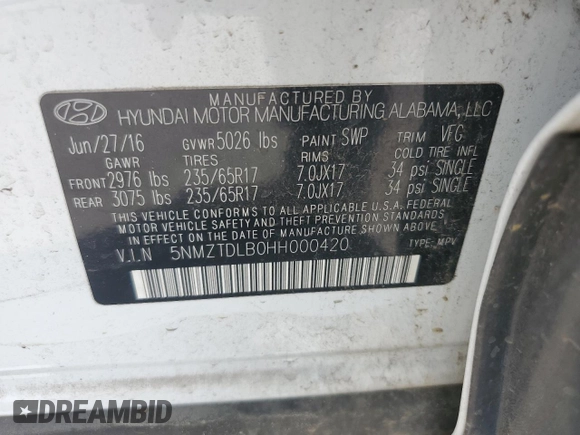 MANUFACTURED BY
HYUNDAI MOTOR MANUFACTURING ALABAMA, LLC
Jun/27/16 GVWR 5026 lbs PAINT SWP TRIM VFC
GAWR TIRES RIMS COLD TIRE INFL
FRONT 2976 lbs 235/65R17 7.0JX17 34 psi SINGLE
REAR 3075 lbs 235/65R17 7.0JX17 34 psi SINGLE
THIS VEHICLE CONFORMS TO ALL APPLICABLE U.S.A. FEDERAL
MOTOR VEHICLE SAFETY AND THEFT PREVENTION STANDARDS
IN EFFECT ON THE DATE OF MANUFACTURE SHOWN ABOVE.
V.I.N 5NMZTDLB0HH000420 TYPE: MPV
DREAMBID